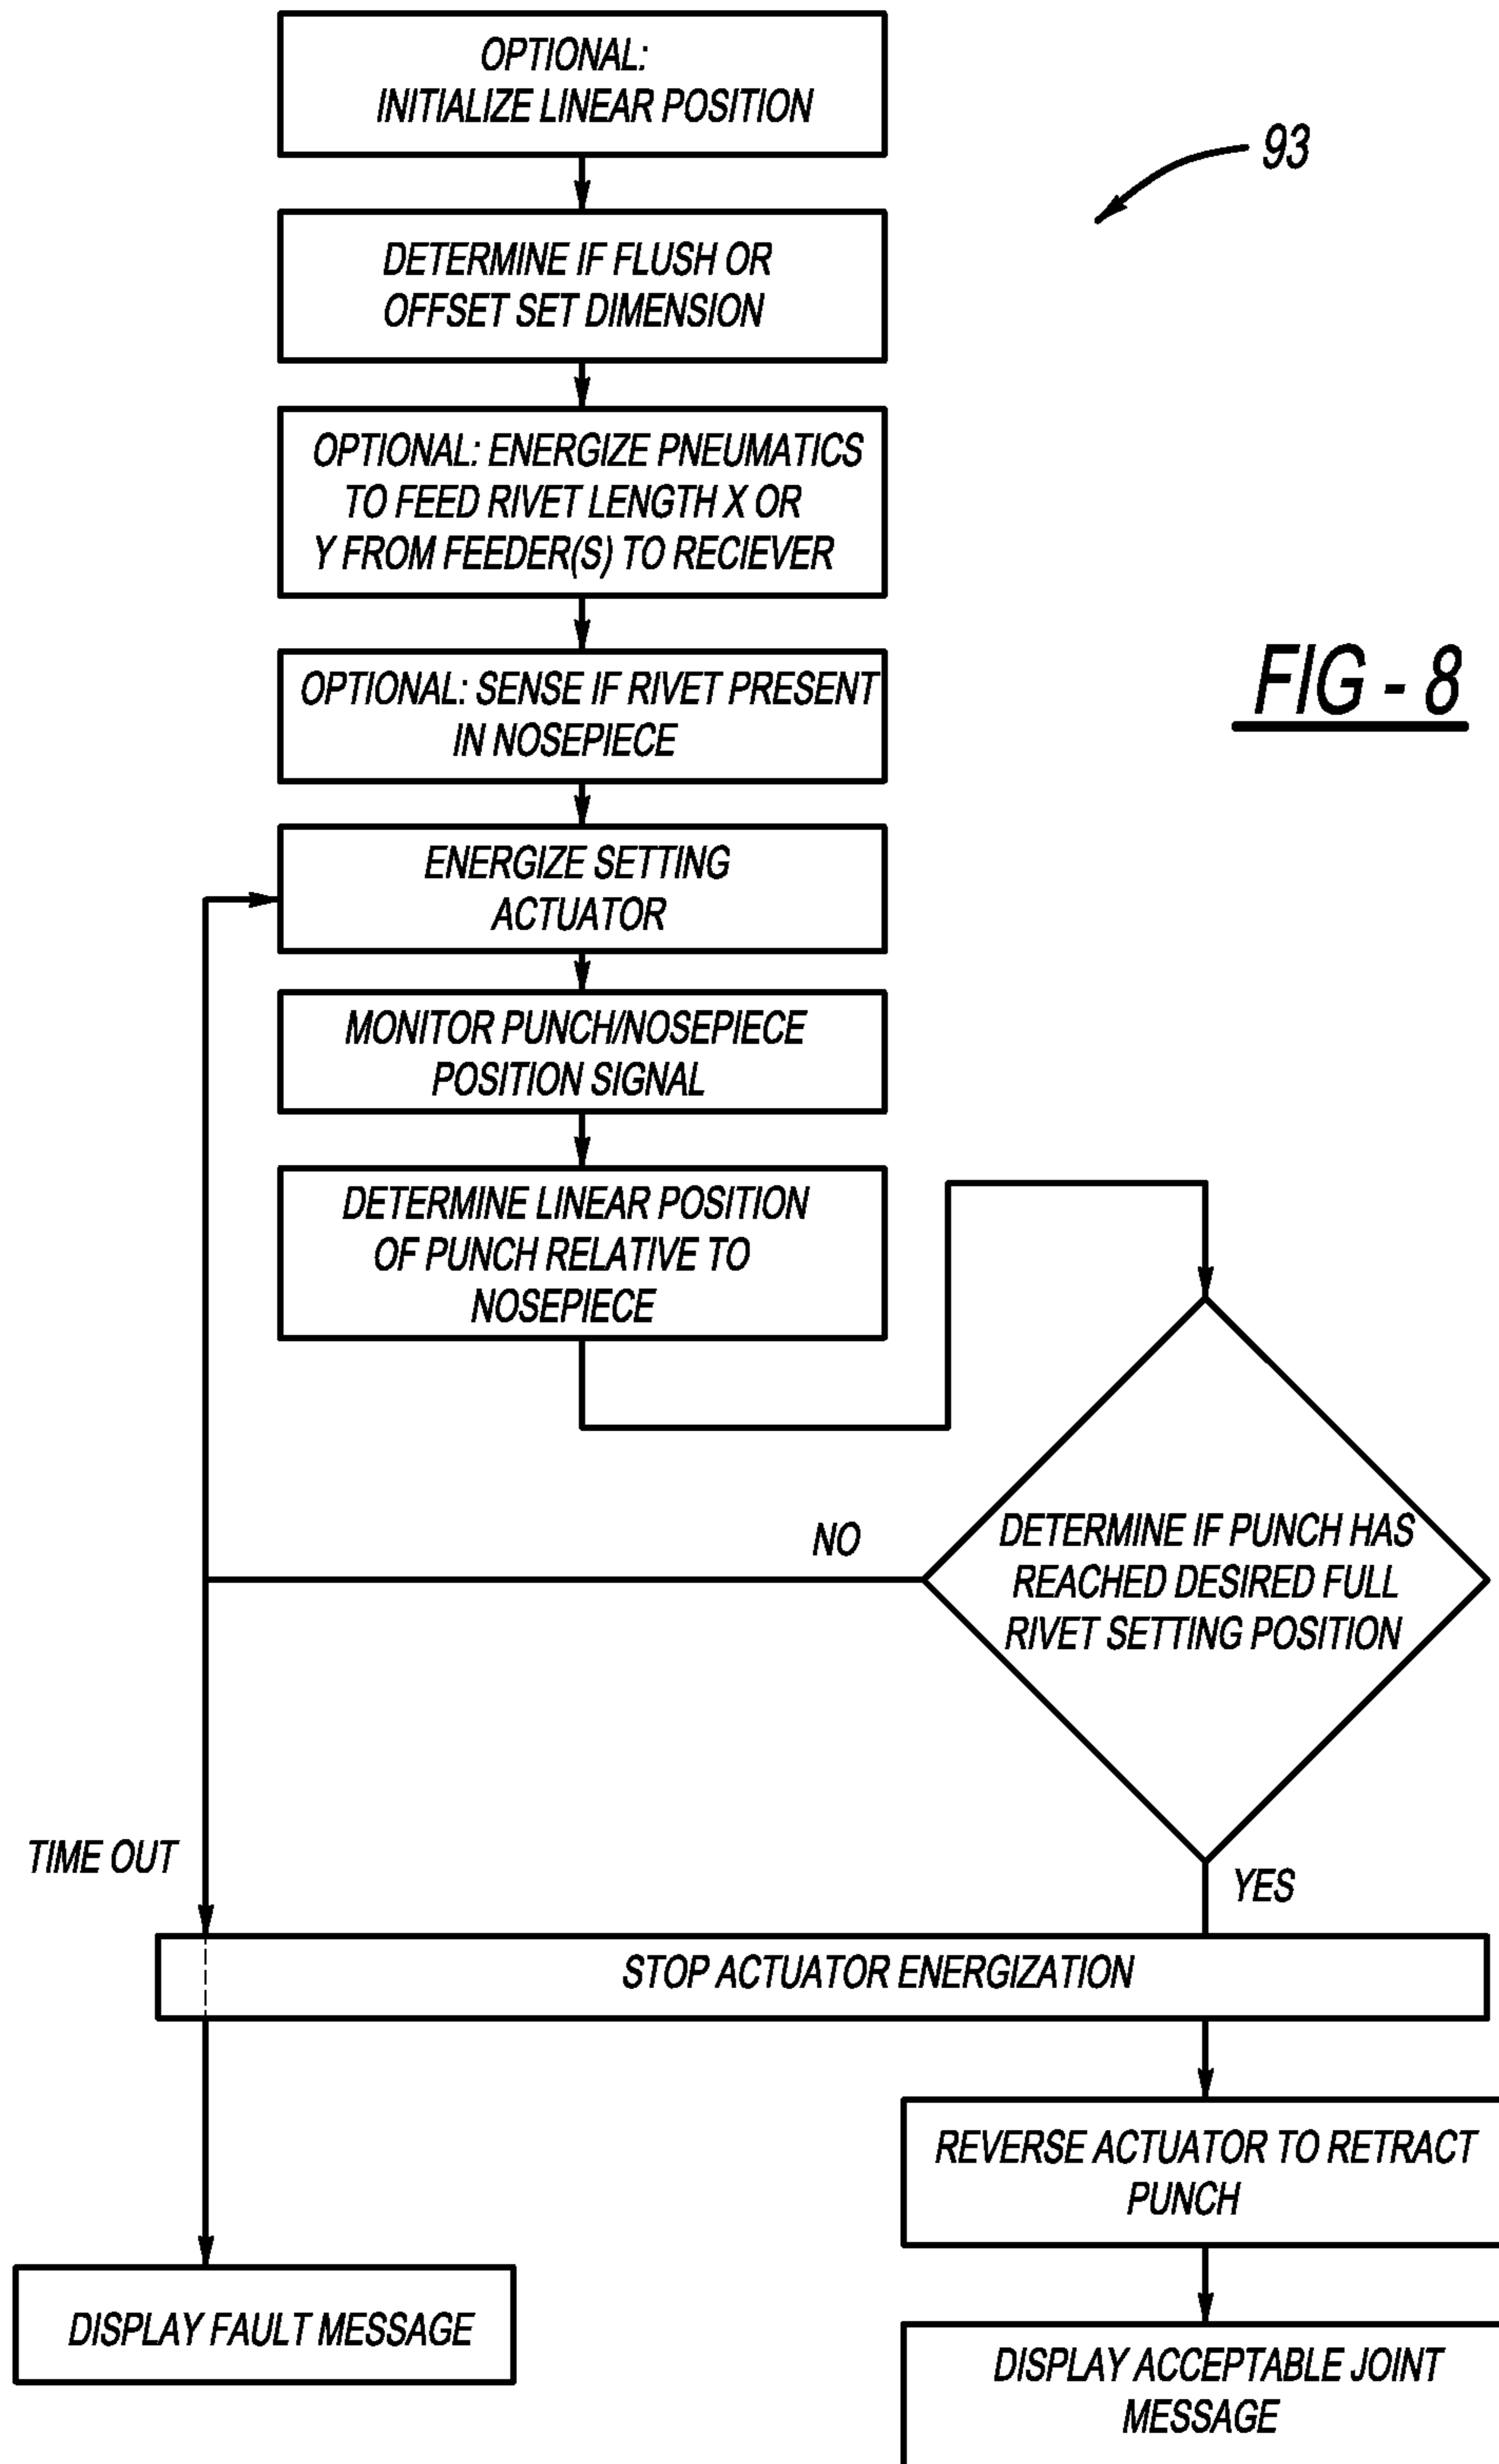 OPTIONAL:
INITIALIZE LINEAR POSITION
93
DETERMINE IF FLUSH OR
OFFSET SET DIMENSION
OPTIONAL: ENERGIZE PNEUMATICS
TO FEED RIVET LENGTH X OR
Y FROM FEEDER(S) TO RECIEVER
FIG - 8
OPTIONAL: SENSE IF RIVET PRESENT
IN NOSEPIECE
ENERGIZE SETTING
ACTUATOR
MONITOR PUNCH/NOSEPIECE
POSITION SIGNAL
DETERMINE LINEAR POSITION
OF PUNCH RELATIVE TO
NOSEPIECE
NO
DETERMINE IF PUNCH HAS
REACHED DESIRED FULL
RIVET SETTING POSITION
TIME OUT
YES
STOP ACTUATOR ENERGIZATION
REVERSE ACTUATOR TO RETRACT
PUNCH
DISPLAY FAULT MESSAGE
DISPLAY ACCEPTABLE JOINT
MESSAGE